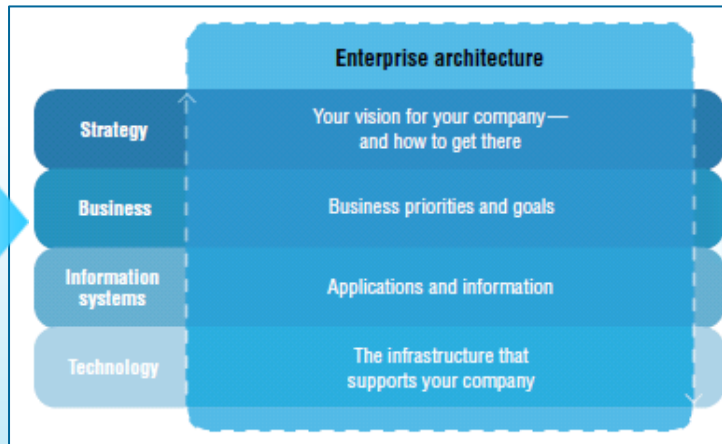 Enterprise architecture
Strategy
Your vision for your company—
and how to get there
Business
Business priorities and goals
Information
systems
Applications and information
Technology
The infrastructure that
supports your company